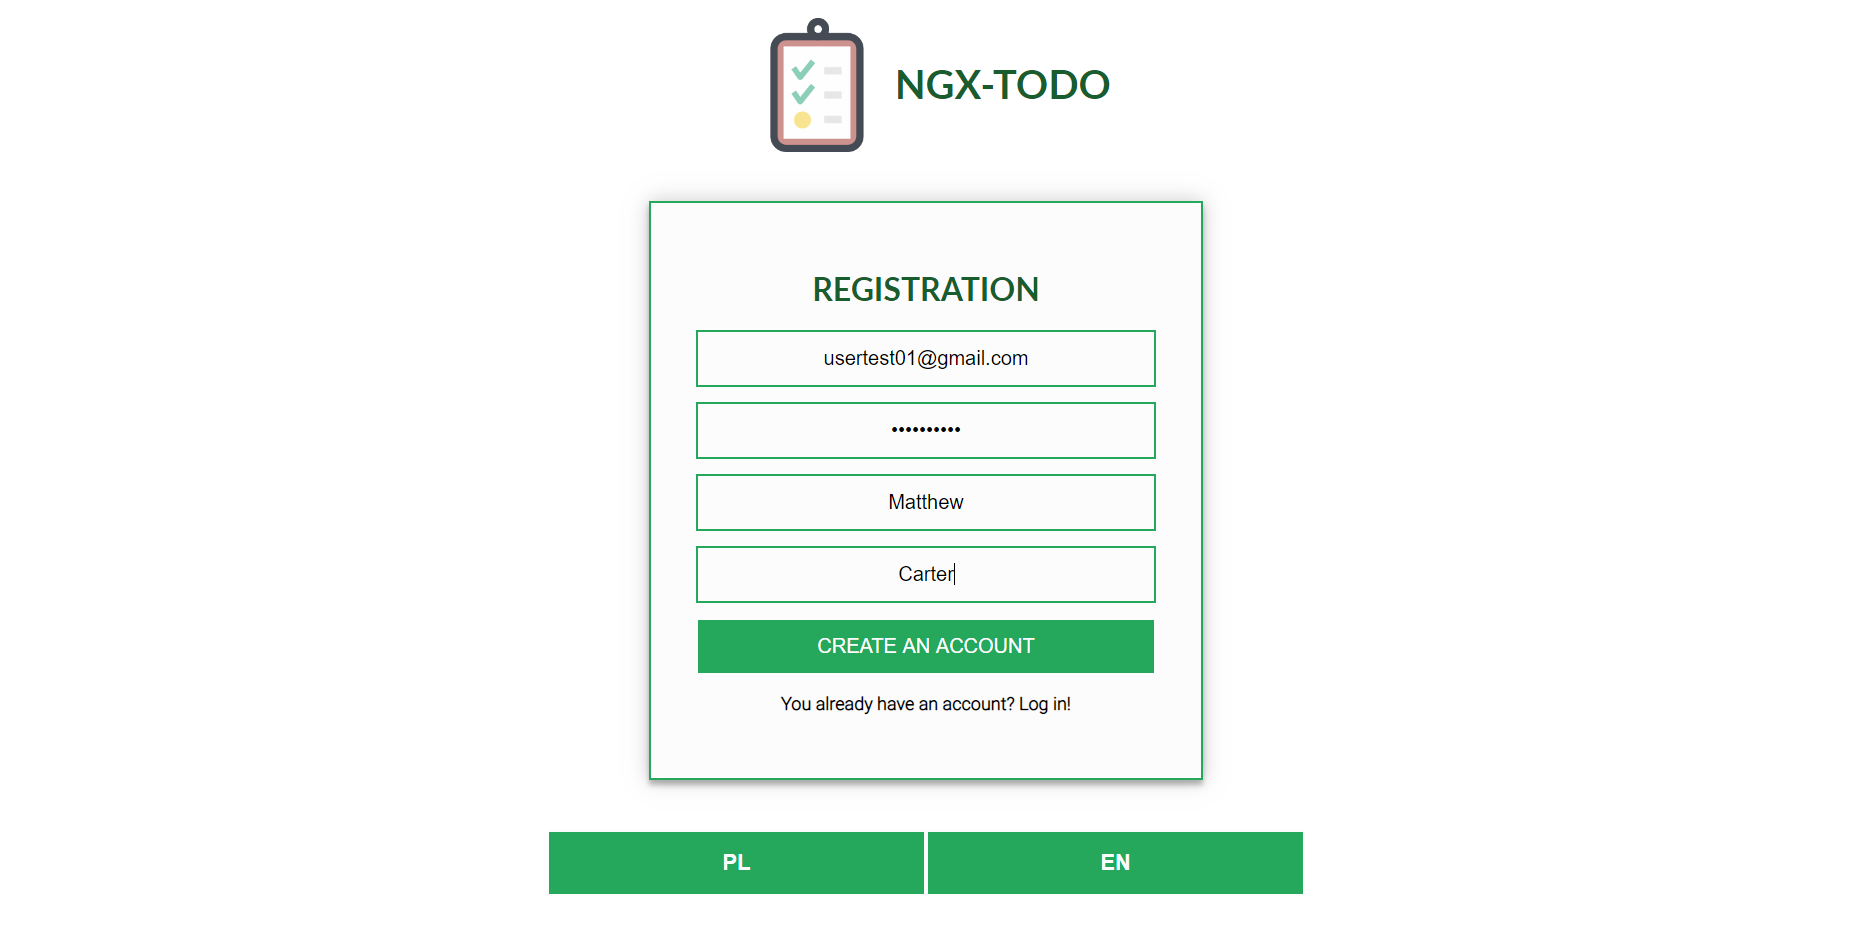 NGX-TODO
REGISTRATION
usertest01@gmail.com
••••••••••
Matthew
Carter
CREATE AN ACCOUNT
You already have an account? Log in!
PL
EN